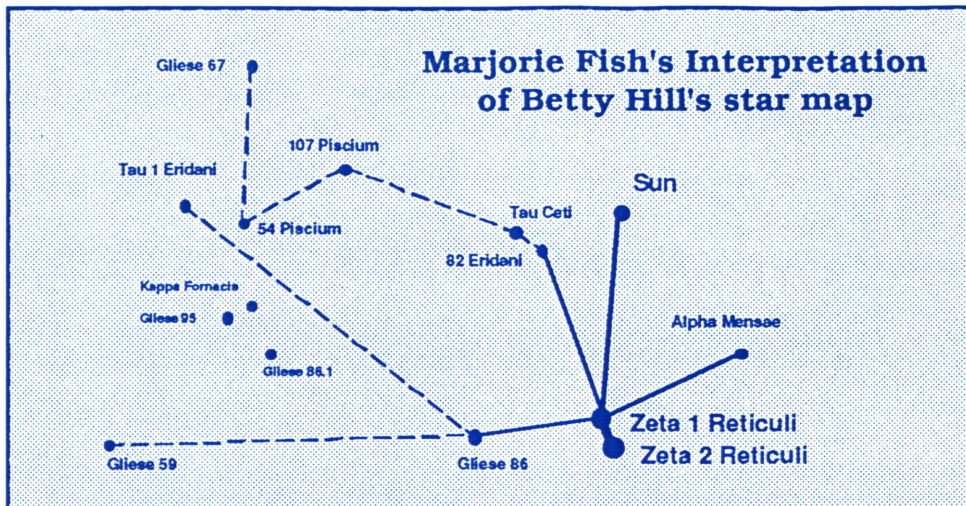 Marjorie Fish's Interpretation
of Betty Hill's star map
Gliese 67
107 Piscium
Tau 1 Eridani
Sun
Tau Ceti
54 Piscium
82 Eridani
Kappa Fornacis
Gliese 95
Alpha Mensae
Gliese 86.1
Zeta 1 Reticuli
Zeta 2 Reticuli
Gliese 59
Gliese 86